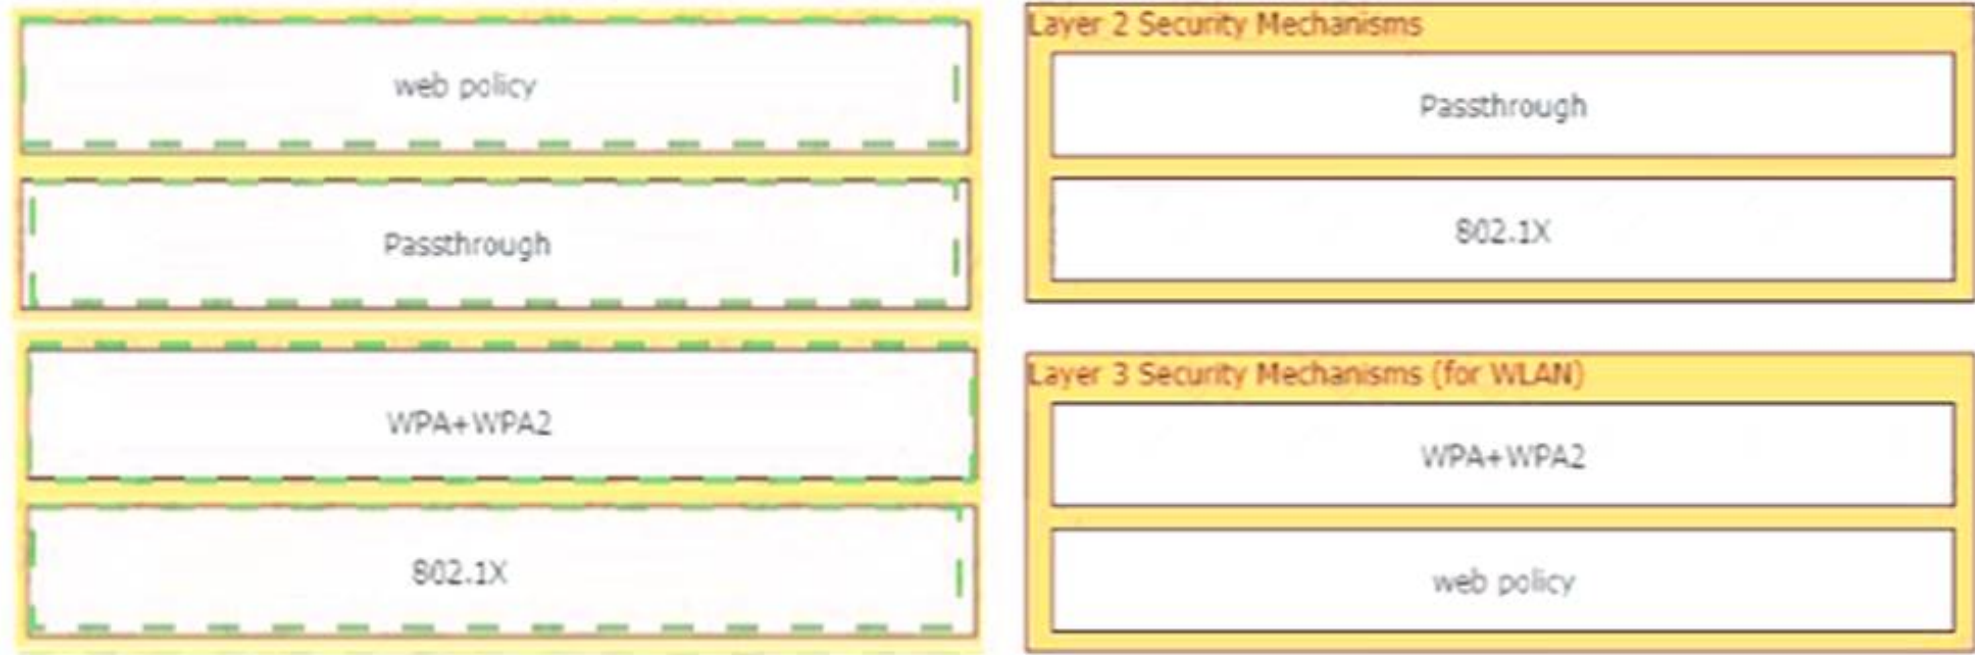 web policy
Passthrough
WPA+WPA2
802.1X
Layer 2 Security Mechanisms
Passthrough
802.1X
Layer 3 Security Mechanisms (for WLAN)
WPA+WPA2
web policy